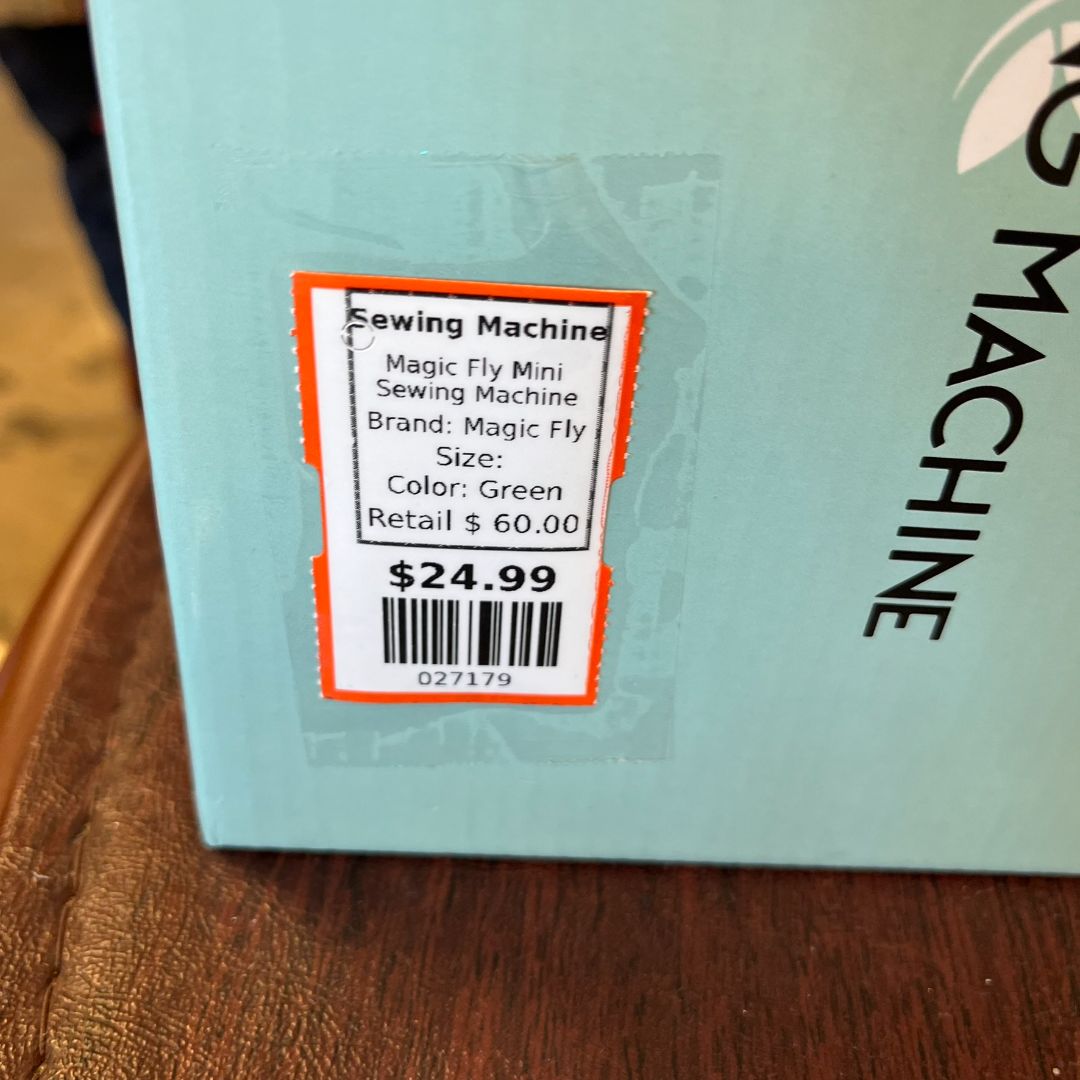 Sewing Machine
Magic Fly Mini
Sewing Machine
Brand: Magic Fly
Size:
Color: Green
Retail $ 60.00
$24.99
027179
NG MACHINE